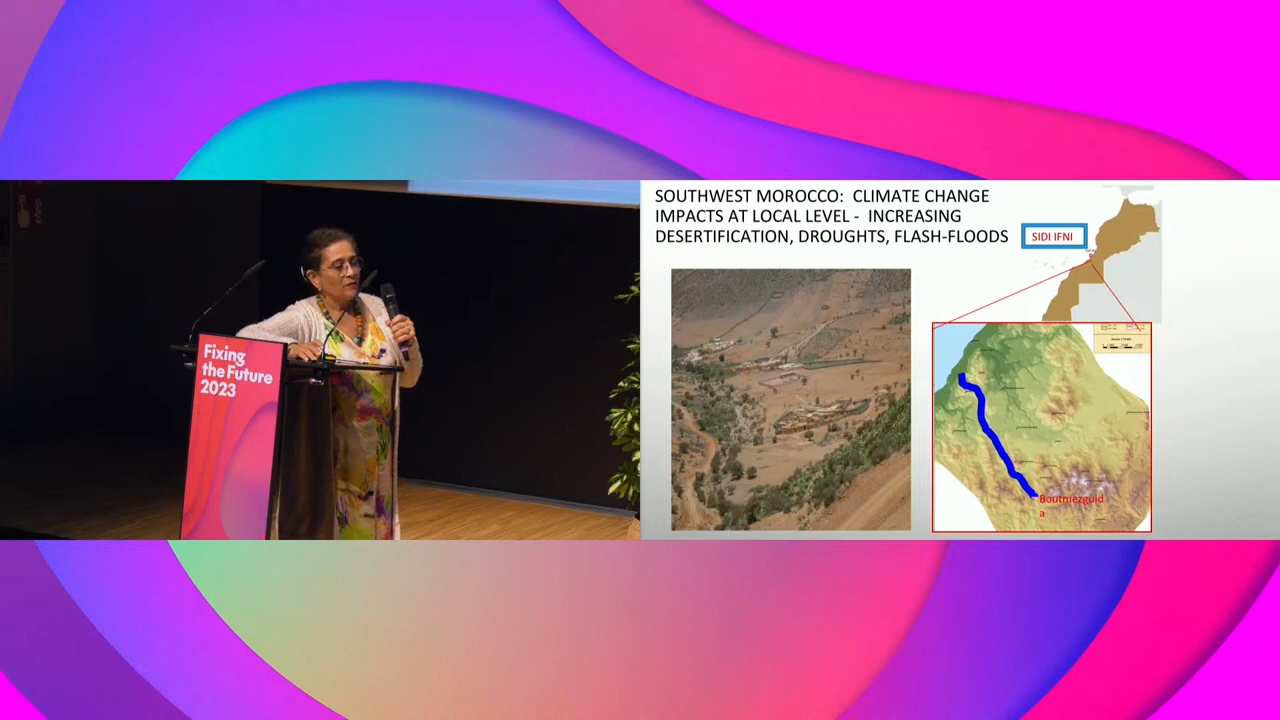 Fixing
the Future
2023
SOUTHWEST MOROCCO: CLIMATE CHANGE
IMPACTS AT LOCAL LEVEL - INCREASING
DESERTIFICATION, DROUGHTS, FLASH-FLOODS
SIDI IFNI
Boutmezguid
a